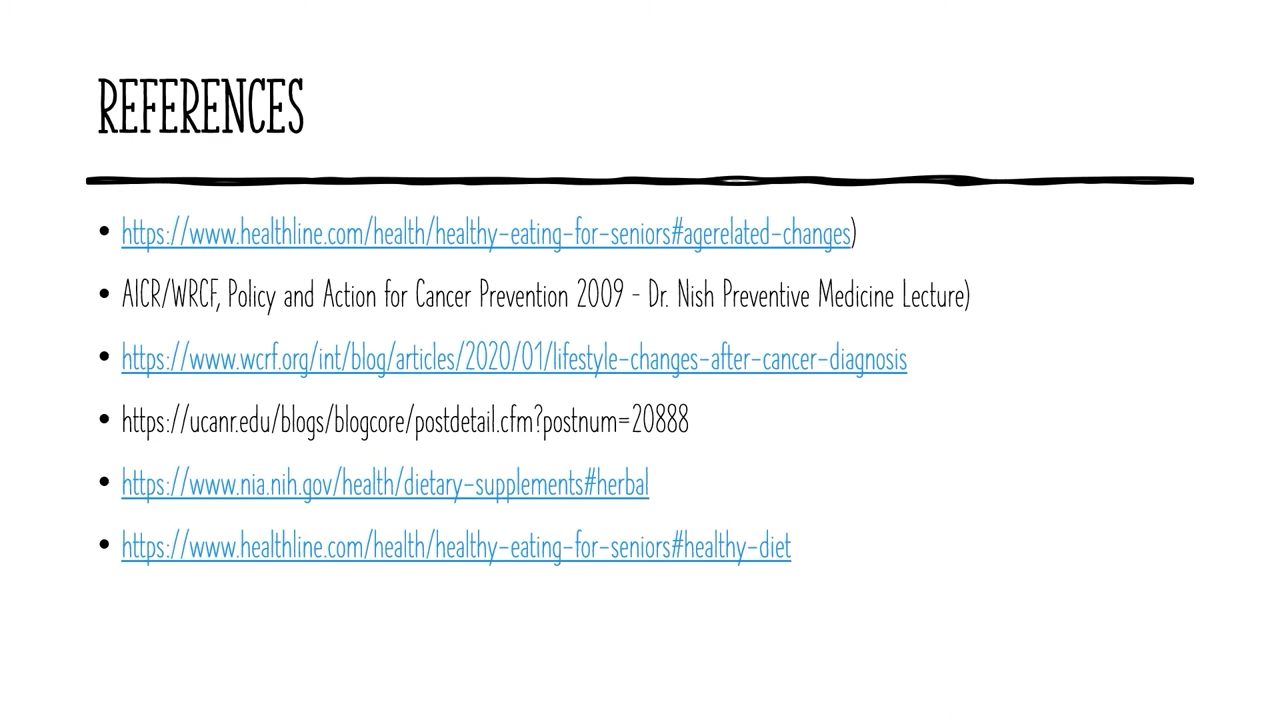 REFERENCES
https://www.healthline.com/health/healthy-eating-for-seniors#agerelated-changes)
AICR/WRCF, Policy and Action for Cancer Prevention 2009 - Dr. Nish Preventive Medicine Lecture)
https://www.wcrf.org/int/blog/articles/2020/01/lifestyle-changes-after-cancer-diagnosis
https://ucanr.edu/blogs/blogcore/postdetail.cfm?postnum=20888
https://www.nia.nih.gov/health/dietary-supplements#herbal
https://www.healthline.com/health/healthy-eating-for-seniors#healthy-diet